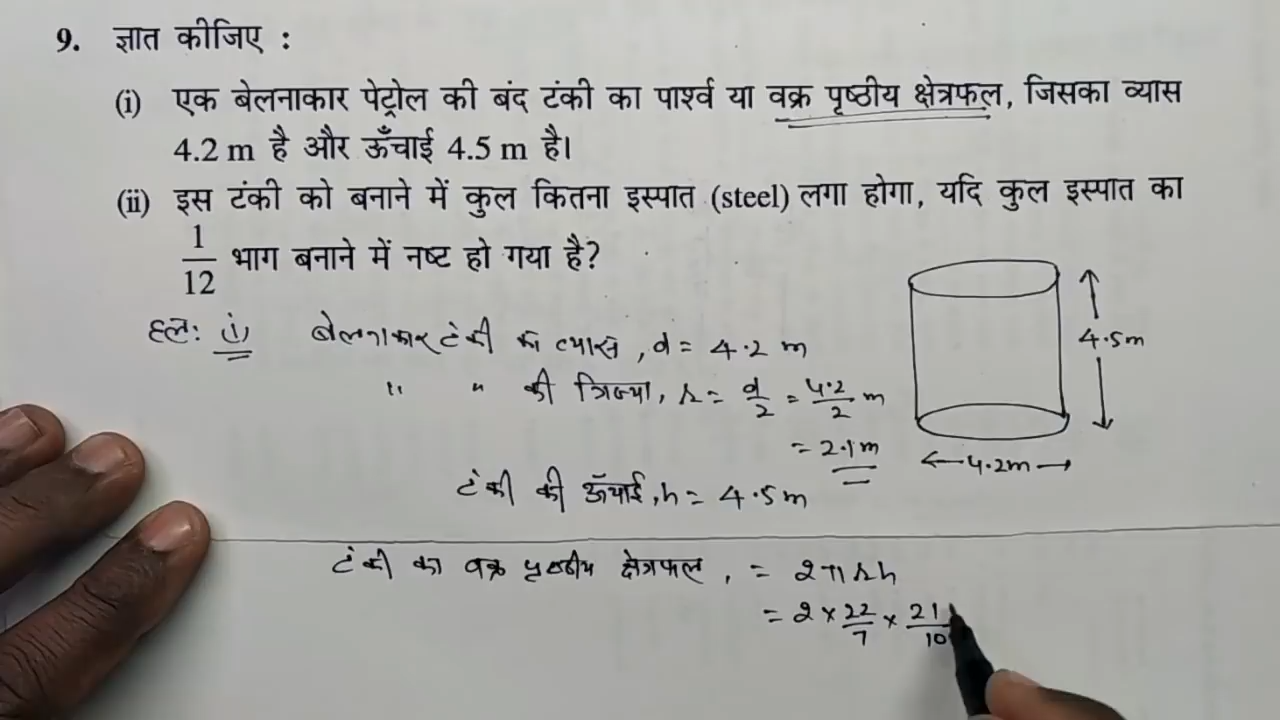 9. ज्ञात कीजिए :
(i) एक बेलनाकार पेट्रोल की बंद टंकी का पार्श्व या वक्र पृष्ठीय क्षेत्रफल, जिसका व्यास
4.2 m है और ऊँचाई 4.5 m है।
(ii) इस टंकी को बनाने में कुल कितना इस्पात (steel) लगा होगा, यदि कुल इस्पात का
1/12 भाग बनाने में नष्ट हो गया है?
हल: (i) बेलनाकार टंकी का व्यास, d = 4.2 m
" " की त्रिज्या, r = d/2 = 4.2/2 m
= 2.1 m
टंकी की ऊँचाई, h = 4.5 m
4.5m
4.2m
टंकी का वक्र पृष्ठीय क्षेत्रफल, = 2πrh
= 2 × 22/7 × 21/10